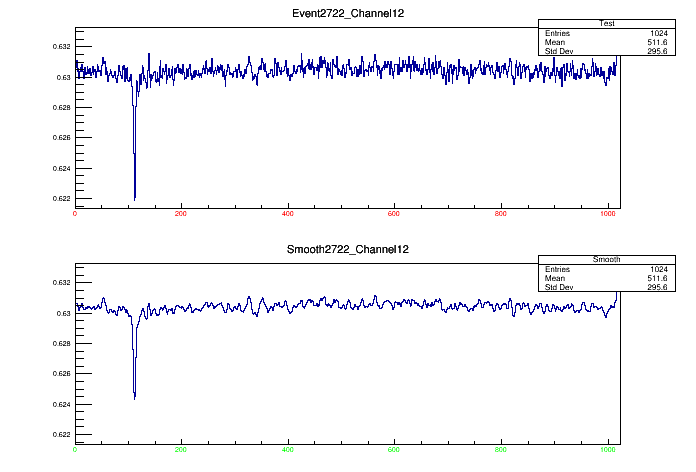 Event2722_Channel12
Test
Entries 1024
Mean 511.6
Std Dev 295.6
0.632
0.63
0.628
0.626
0.624
0.622
0 200 400 600 800 1000
Smooth2722_Channel12
Smooth
Entries 1024
Mean 511.6
Std Dev 295.6
0.632
0.63
0.628
0.626
0.624
0.622
0 200 400 600 800 1000